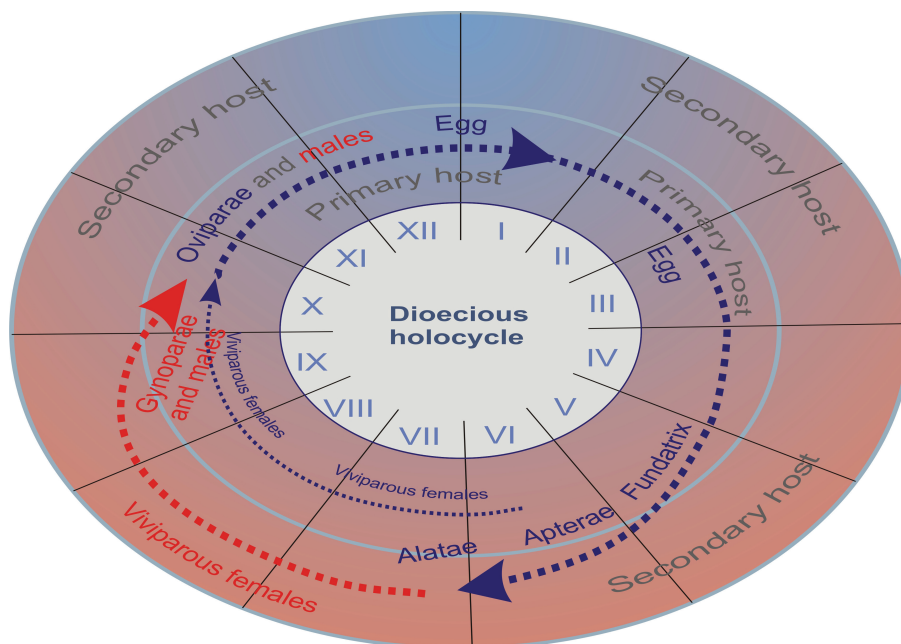 Secondary host
Secondary host
Egg
Oviparae and males
Primary host
Primary host
Egg
XII
I
XI
II
X
III
Dioecious
holocycle
IX
IV
VIII
V
VII
VI
Gynoparae
and males
Viviparous females
Viviparous females
Viviparous females
Alatae
Apterae
Fundatrix
Secondary host